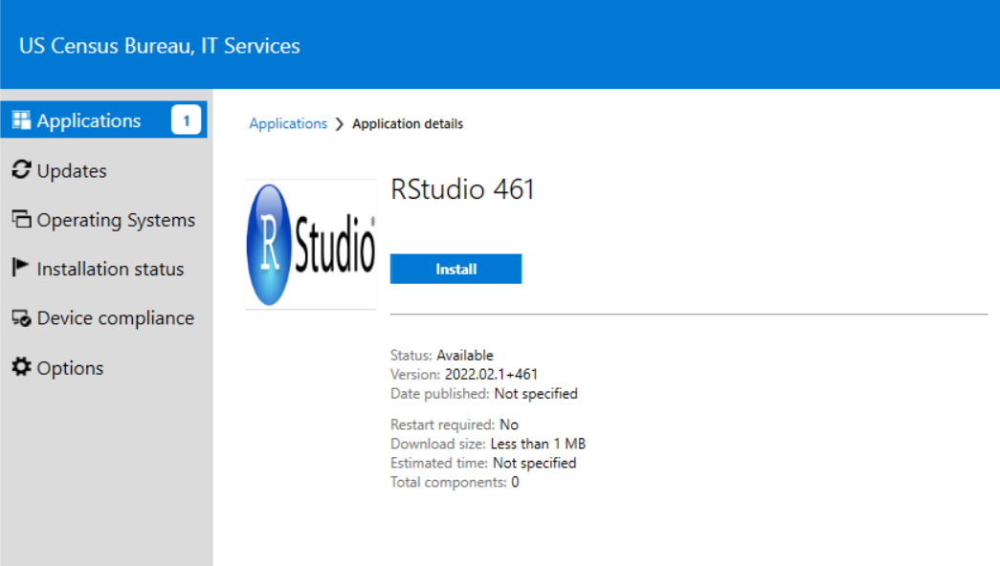 US Census Bureau, IT Services
Applications 1
Updates
Operating Systems
Installation status
Device compliance
Options
Applications ❯ Application details
R Studio®
RStudio 461
Install
Status: Available
Version: 2022.02.1+461
Date published: Not specified
Restart required: No
Download size: Less than 1 MB
Estimated time: Not specified
Total components: 0